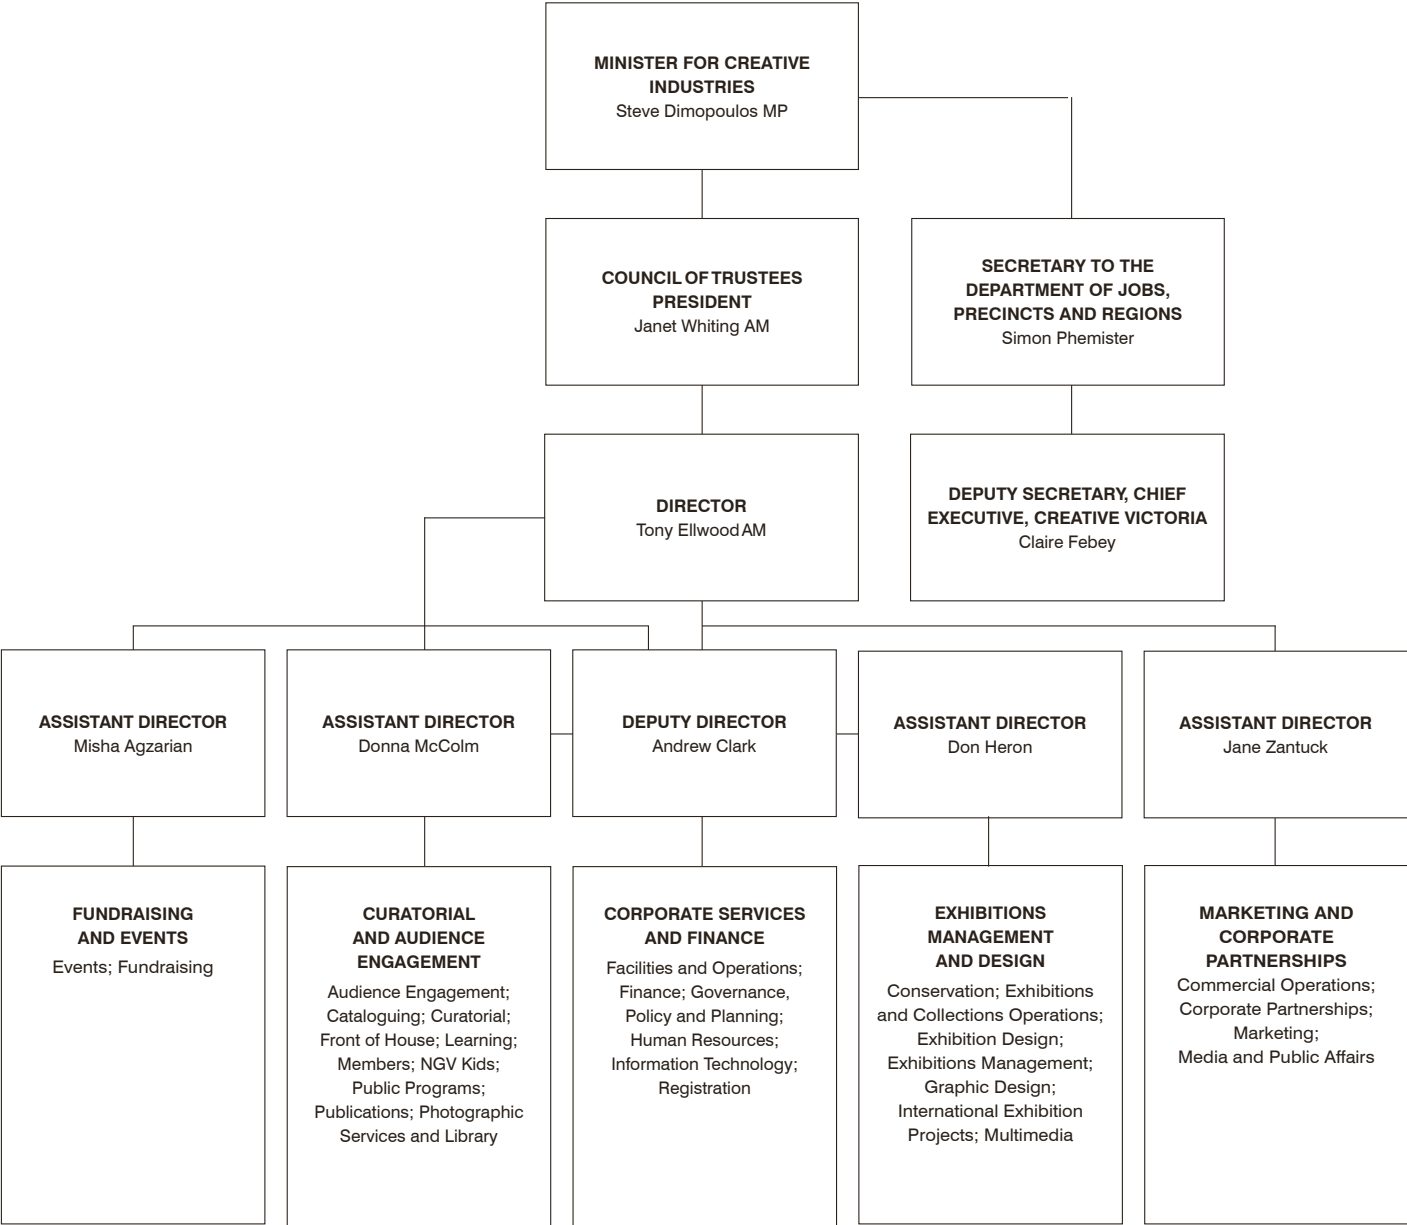 MINISTER FOR CREATIVE
INDUSTRIES
Steve Dimopoulos MP
COUNCIL OF TRUSTEES
PRESIDENT
Janet Whiting AM
SECRETARY TO THE
DEPARTMENT OF JOBS,
PRECINCTS AND REGIONS
Simon Phemister
DIRECTOR
Tony Ellwood AM
DEPUTY SECRETARY, CHIEF
EXECUTIVE, CREATIVE VICTORIA
Claire Febey
ASSISTANT DIRECTOR
Misha Agzarian
ASSISTANT DIRECTOR
Donna McColm
DEPUTY DIRECTOR
Andrew Clark
ASSISTANT DIRECTOR
Don Heron
ASSISTANT DIRECTOR
Jane Zantuck
FUNDRAISING
AND EVENTS
Events; Fundraising
CURATORIAL
AND AUDIENCE
ENGAGEMENT
Audience Engagement;
Cataloguing; Curatorial;
Front of House; Learning;
Members; NGV Kids;
Public Programs;
Publications; Photographic
Services and Library
CORPORATE SERVICES
AND FINANCE
Facilities and Operations;
Finance; Governance,
Policy and Planning;
Human Resources;
Information Technology;
Registration
EXHIBITIONS
MANAGEMENT
AND DESIGN
Conservation; Exhibitions
and Collections Operations;
Exhibition Design;
Exhibitions Management;
Graphic Design;
International Exhibition
Projects; Multimedia
MARKETING AND
CORPORATE
PARTNERSHIPS
Commercial Operations;
Corporate Partnerships;
Marketing;
Media and Public Affairs